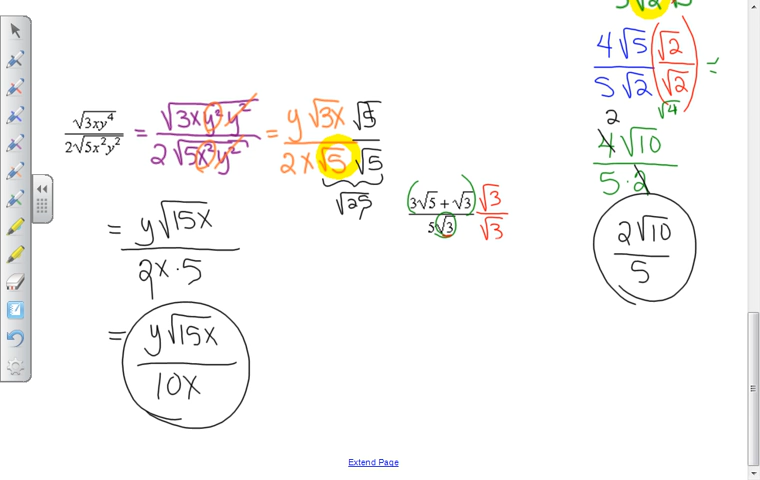 √3xy⁴ / 2√5x²y² = √3xy²y² / 2√5x²y² = y√3x √5 / 2x√5 √5
√25
= y√15x / 2x·5
= y√15x / 10x
(3√5 + √3) / 5√3 √3 / √3
4√5 / 5√2 (√2 / √2) =
√4
2
4√10 / 5·2
2√10 / 5
Extend Page